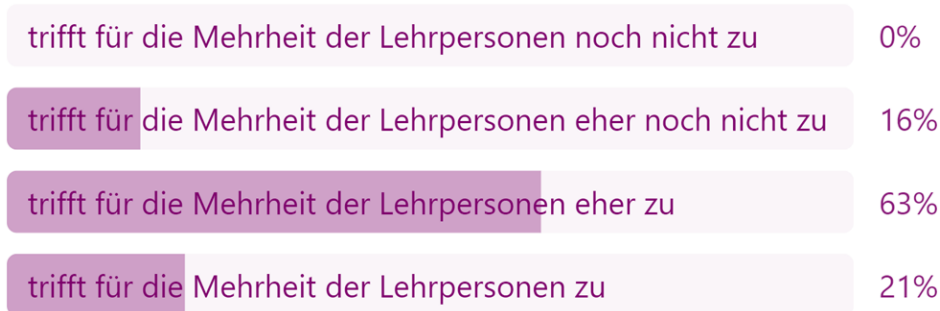 trifft für die Mehrheit der Lehrpersonen noch nicht zu 0%
trifft für die Mehrheit der Lehrpersonen eher noch nicht zu 16%
trifft für die Mehrheit der Lehrpersonen eher zu 63%
trifft für die Mehrheit der Lehrpersonen zu 21%